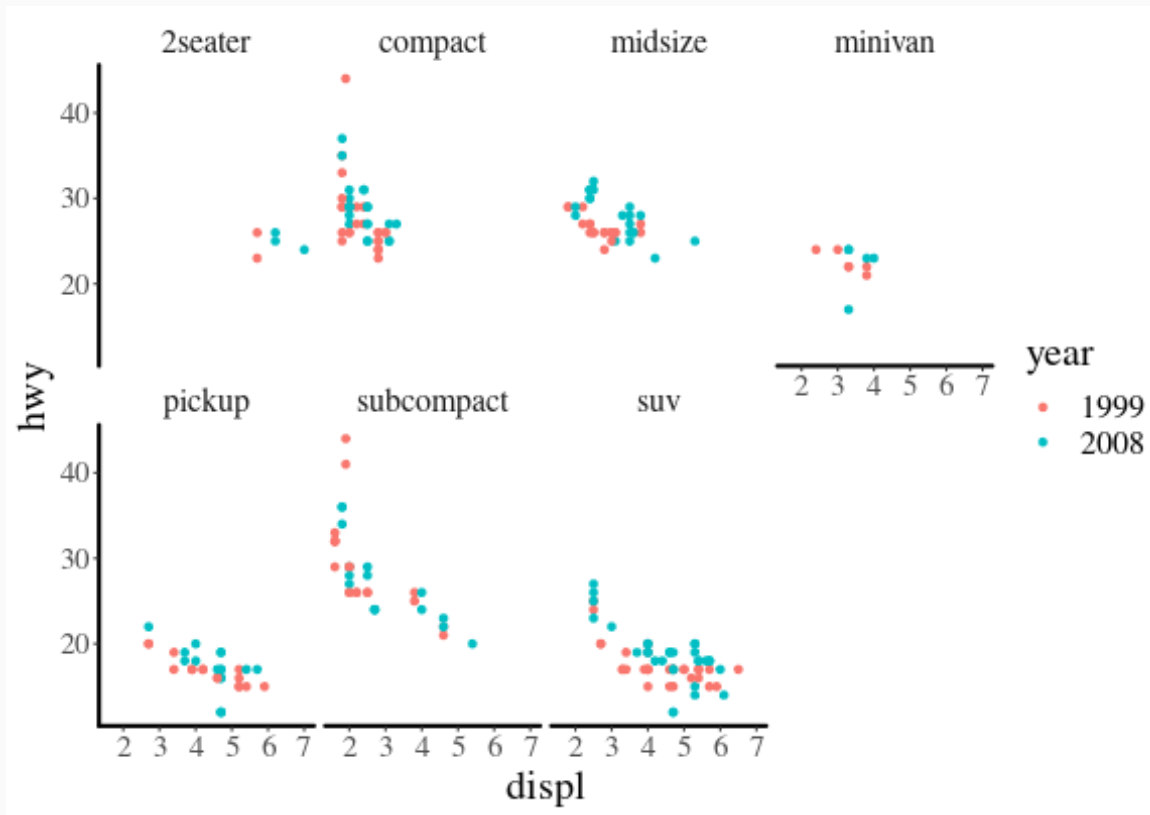 2seater compact midsize minivan
40
30
20
hwy
2 3 4 5 6 7
year
1999
2008
pickup subcompact suv
40
30
20
2 3 4 5 6 7 2 3 4 5 6 7 2 3 4 5 6 7
displ